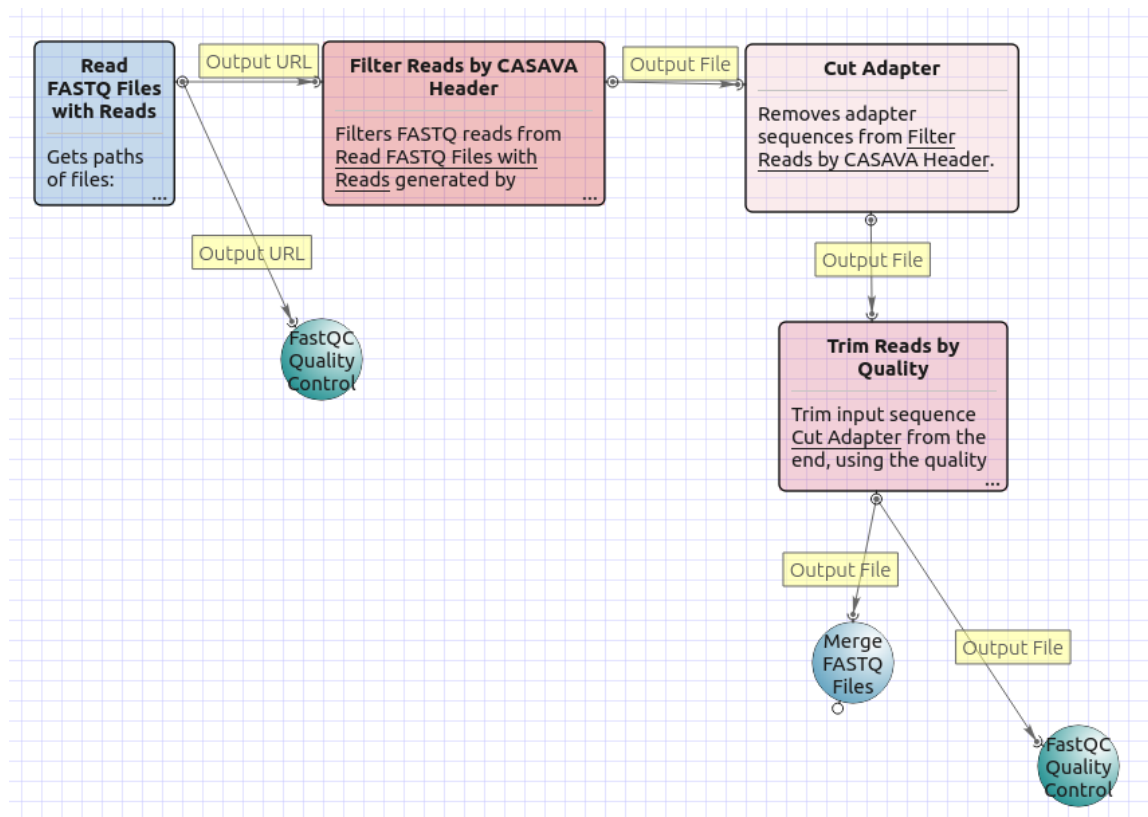 Read
FASTQ Files
with Reads
Gets paths
of files:
...
Output URL
Filter Reads by CASAVA
Header
Filters FASTQ reads from
Read FASTQ Files with
Reads generated by
...
Output File
Cut Adapter
Removes adapter
sequences from Filter
Reads by CASAVA Header.
Output URL
Output File
FastQC
Quality
Control
Trim Reads by
Quality
Trim input sequence
Cut Adapter from the
end, using the quality
...
Output File
Output File
Merge
FASTQ
Files
FastQC
Quality
Control